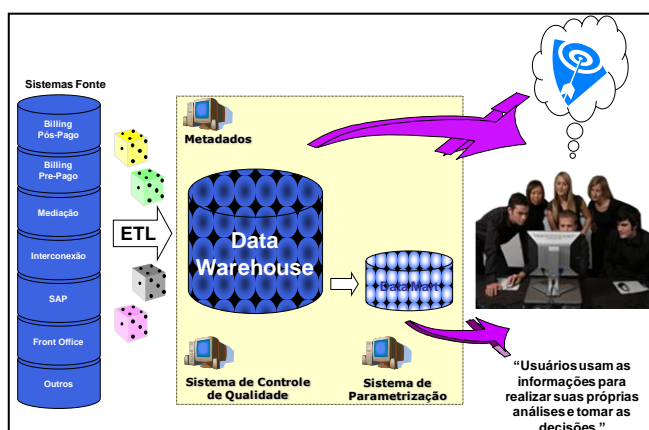 Sistemas Fonte
Billing
Pós-Pago
Billing
Pre-Pago
Mediação
Interconexão
SAP
Front Office
Outros
ETL
Metadados
Data
Warehouse
Data Mart
Sistema de Controle
de Qualidade
Sistema de
Parametrização
“Usuários usam as
informações para
realizar suas próprias
análises e tomar as
decisões.”